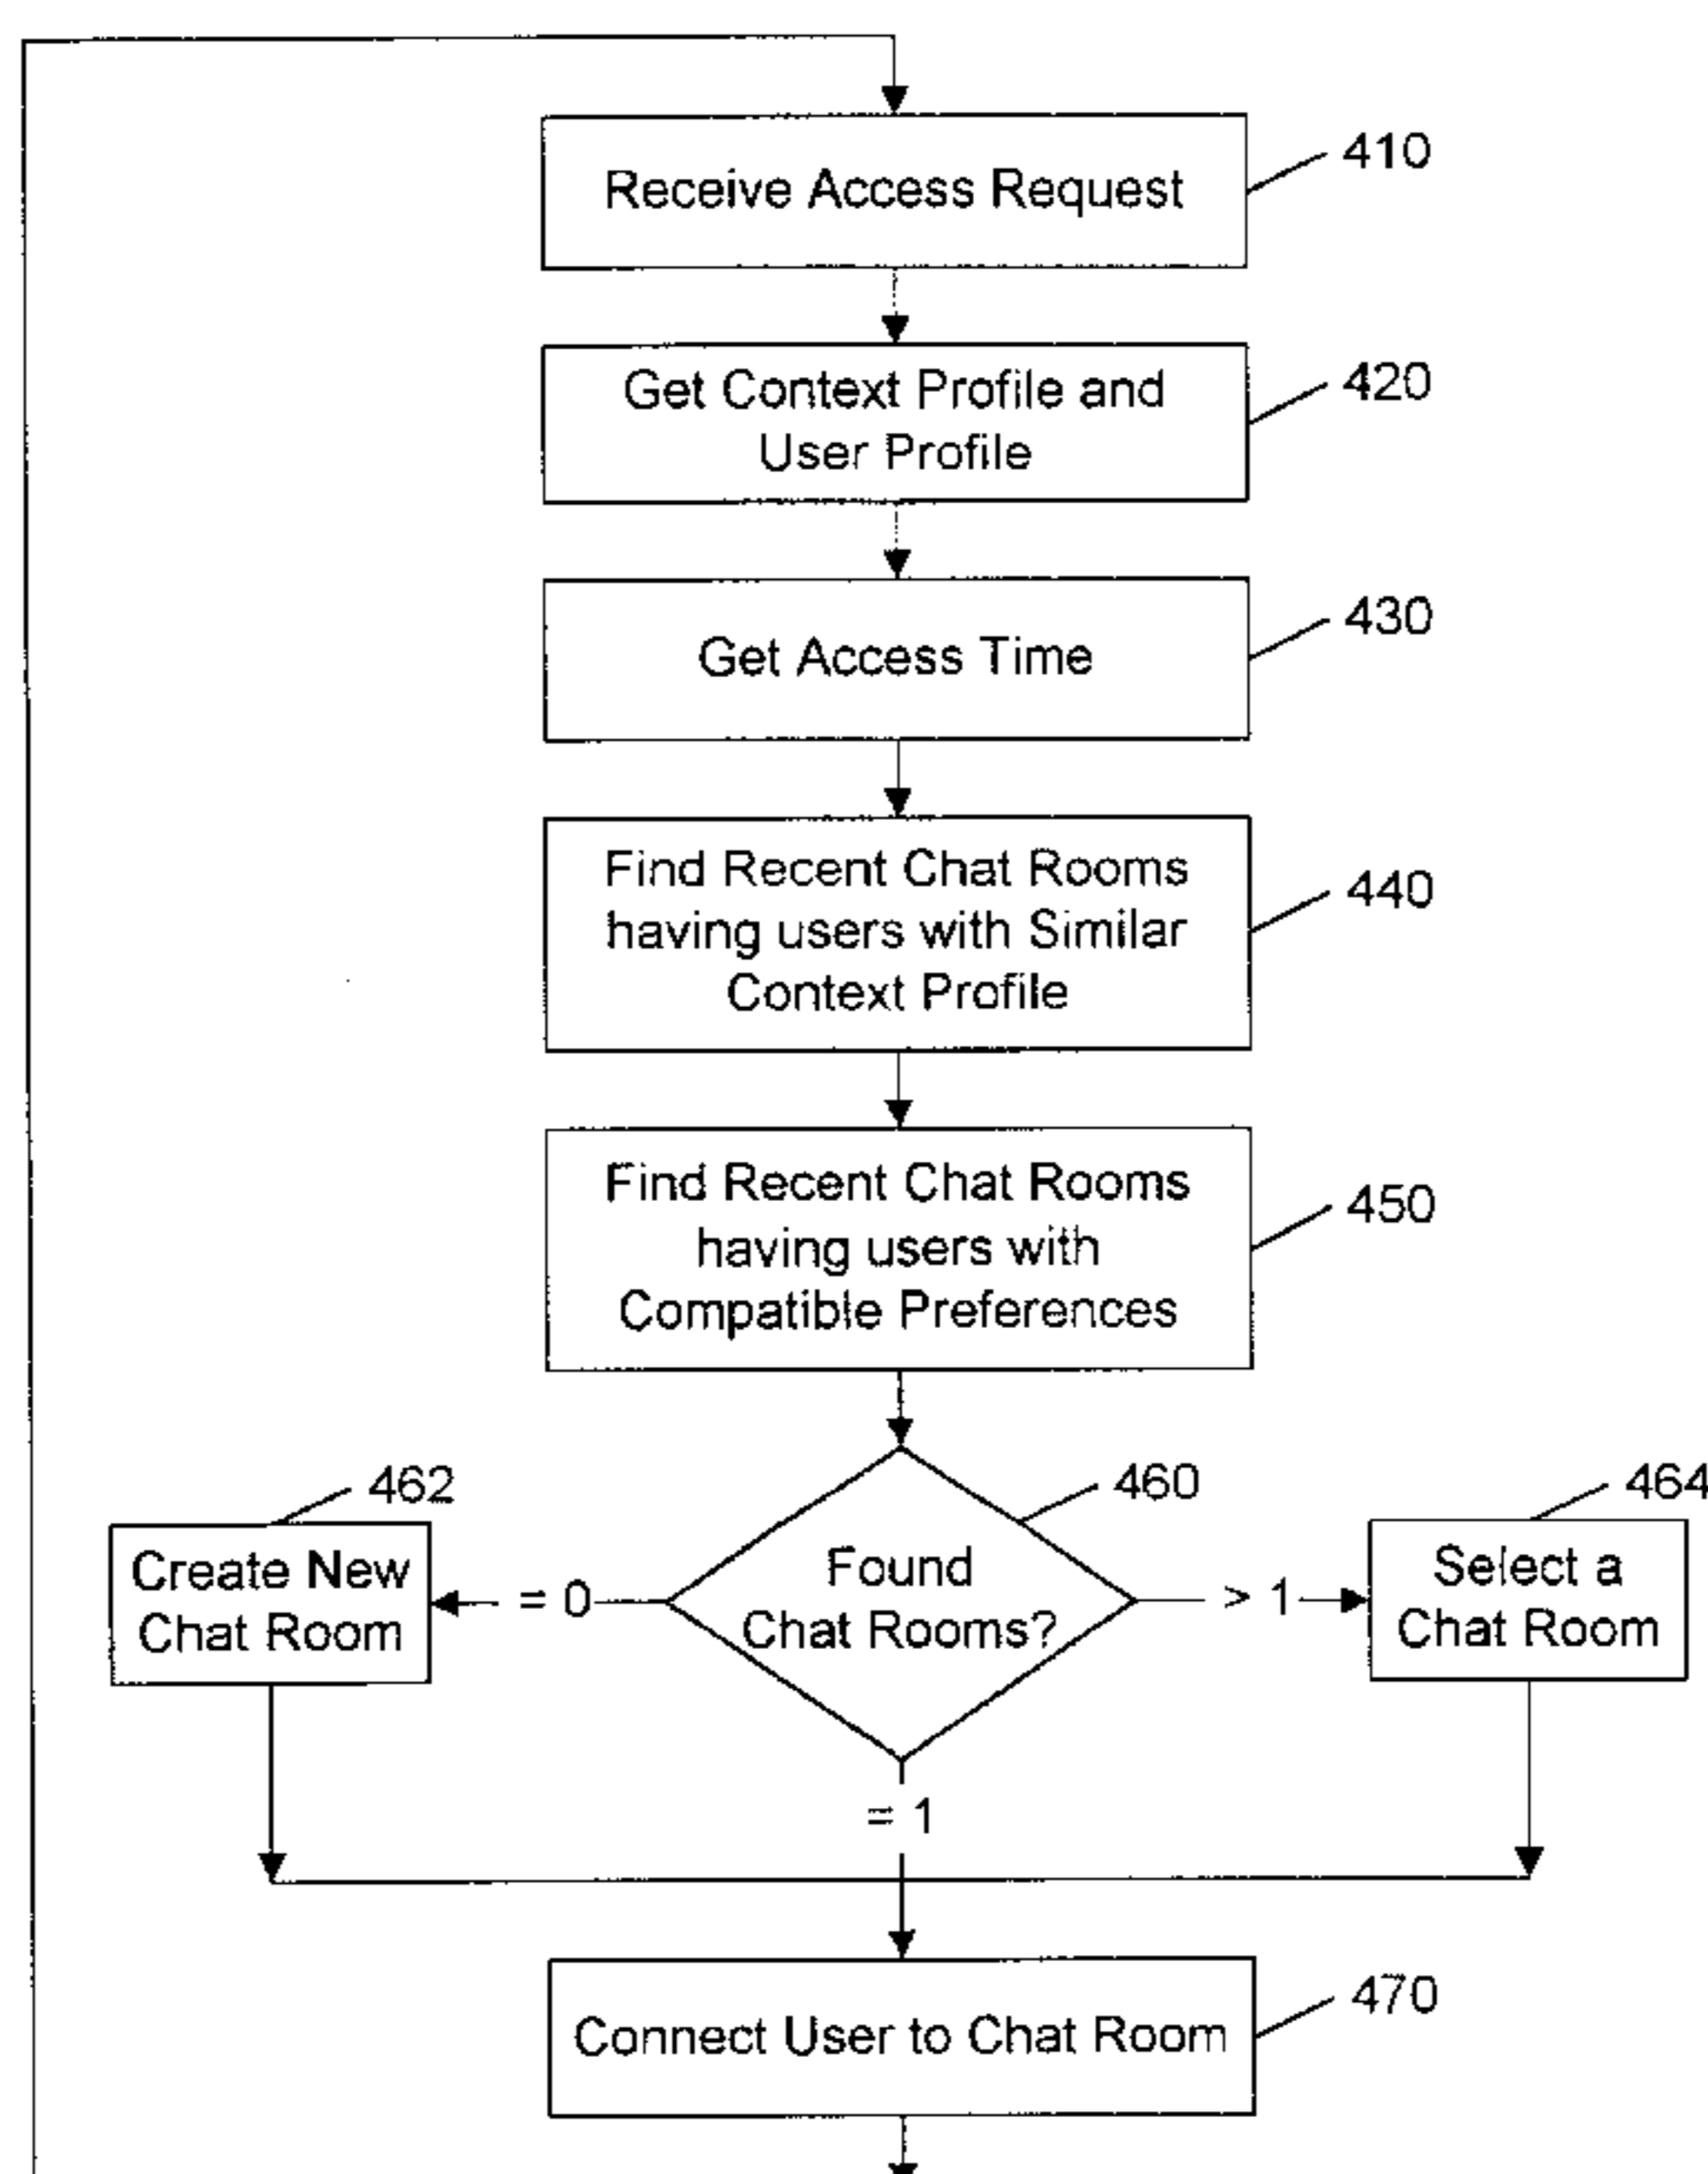 Receive Access Request
410
Get Context Profile and
User Profile
420
Get Access Time
430
Find Recent Chat Rooms
having users with Similar
Context Profile
440
Find Recent Chat Rooms
having users with
Compatible Preferences
450
462
460
464
Create New
Chat Room
= 0
Found
Chat Rooms?
> 1
Select a
Chat Room
= 1
Connect User to Chat Room
470